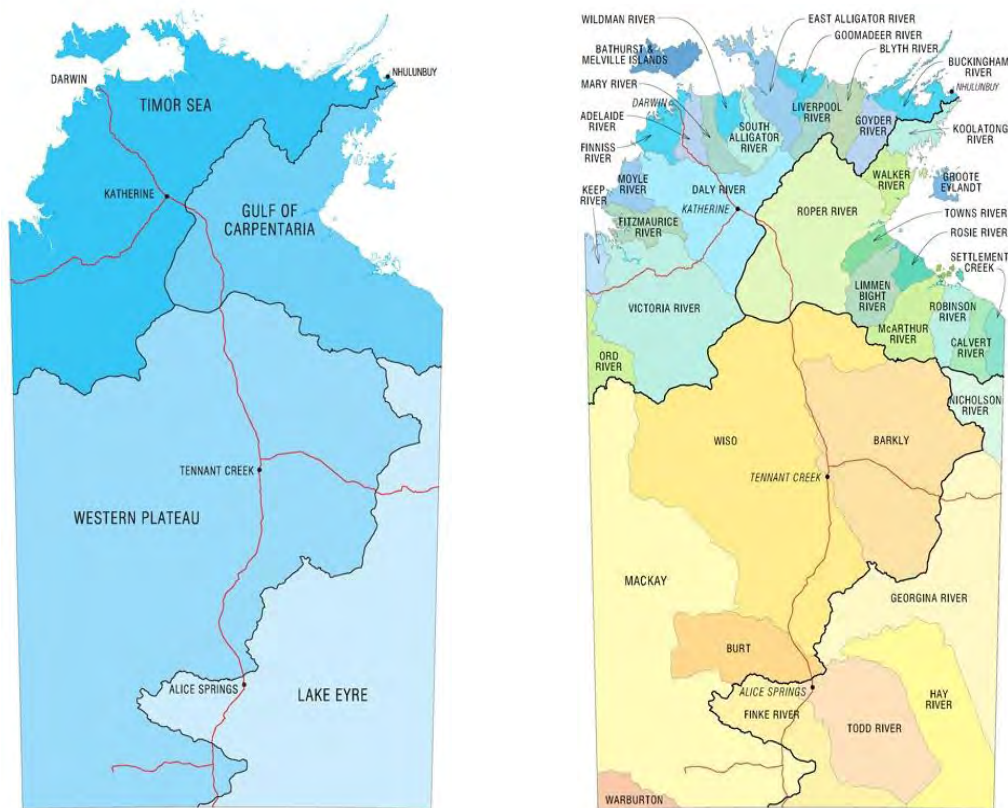 DARWIN
NHULUNBUY
TIMOR SEA
KATHERINE
GULF OF
CARPENTARIA
TENNANT CREEK
WESTERN PLATEAU
ALICE SPRINGS
LAKE EYRE
WILDMAN RIVER
EAST ALLIGATOR RIVER
GOOMADEER RIVER
BLYTH RIVER
BATHURST &
MELVILLE ISLANDS
BUCKINGHAM
RIVER
MARY RIVER
NHULUNBUY
DARWIN
LIVERPOOL
RIVER
ADELAIDE
RIVER
SOUTH
ALLIGATOR
RIVER
GOYDER
RIVER
KOOLATONG
RIVER
FINNISS
RIVER
MOYLE
RIVER
DALY RIVER
WALKER
RIVER
GROOTE
EYLANDT
KEEP
RIVER
KATHERINE
ROPER RIVER
FITZMAURICE
RIVER
TOWNS RIVER
ROSIE RIVER
SETTLEMENT
CREEK
LIMMEN
BIGHT
RIVER
VICTORIA RIVER
ROBINSON
RIVER
McARTHUR
RIVER
CALVERT
RIVER
ORD
RIVER
NICHOLSON
RIVER
WISO
BARKLY
TENNANT CREEK
MACKAY
GEORGINA RIVER
BURT
ALICE SPRINGS
FINKE RIVER
HAY
RIVER
TODD RIVER
WARBURTON